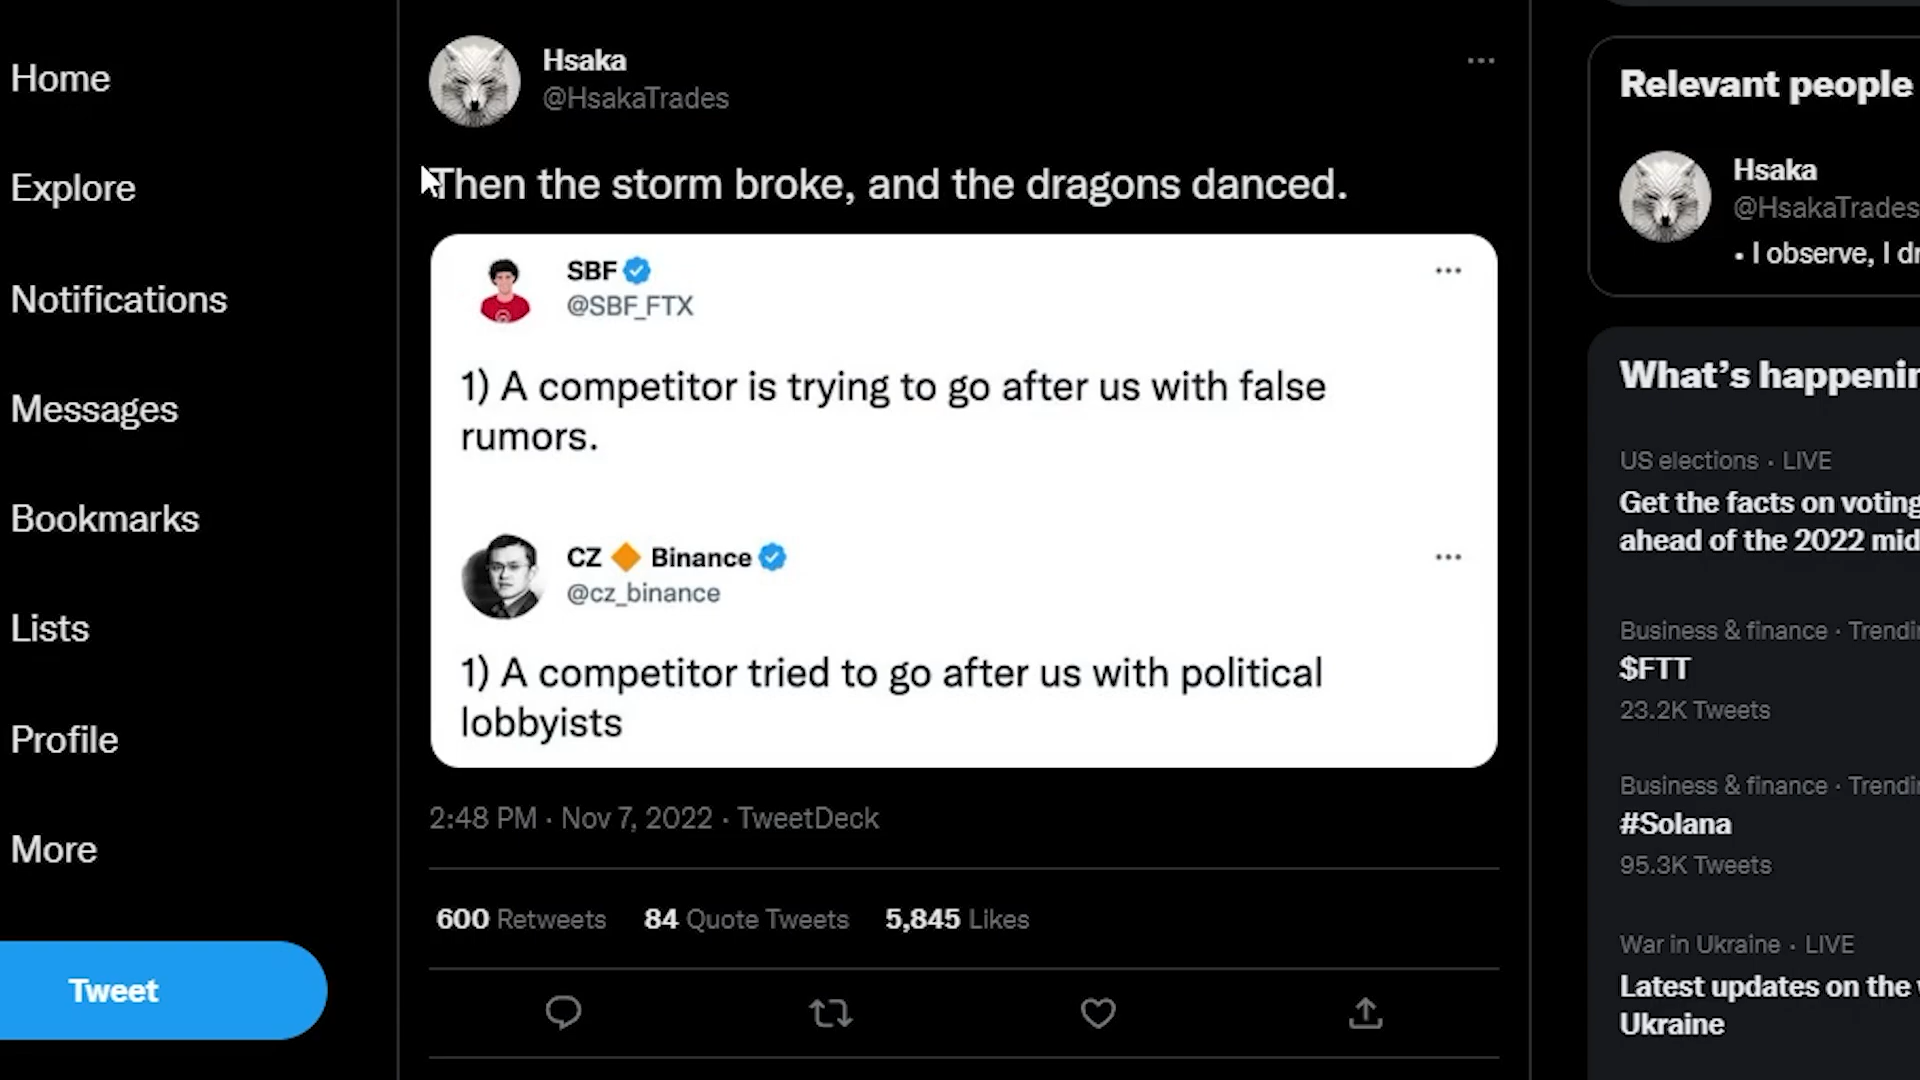 Home
Explore
Notifications
Messages
Bookmarks
Lists
Profile
More
Tweet
Hsaka
@HsakaTrades
Then the storm broke, and the dragons danced.
SBF
@SBF_FTX
1) A competitor is trying to go after us with false
rumors.
CZ 🔶 Binance
@cz_binance
1) A competitor tried to go after us with political
lobbyists
2:48 PM · Nov 7, 2022 · TweetDeck
600 Retweets 84 Quote Tweets 5,845 Likes
Relevant people
Hsaka
@HsakaTrades
• I observe, I
What's
US elections · LIVE
Get the facts on voting
ahead of the 2022
Business & finance ·
$FTT
23.2K Tweets
Business & finance ·
#Solana
95.3K Tweets
War in Ukraine · LIVE
Latest updates on the
Ukraine